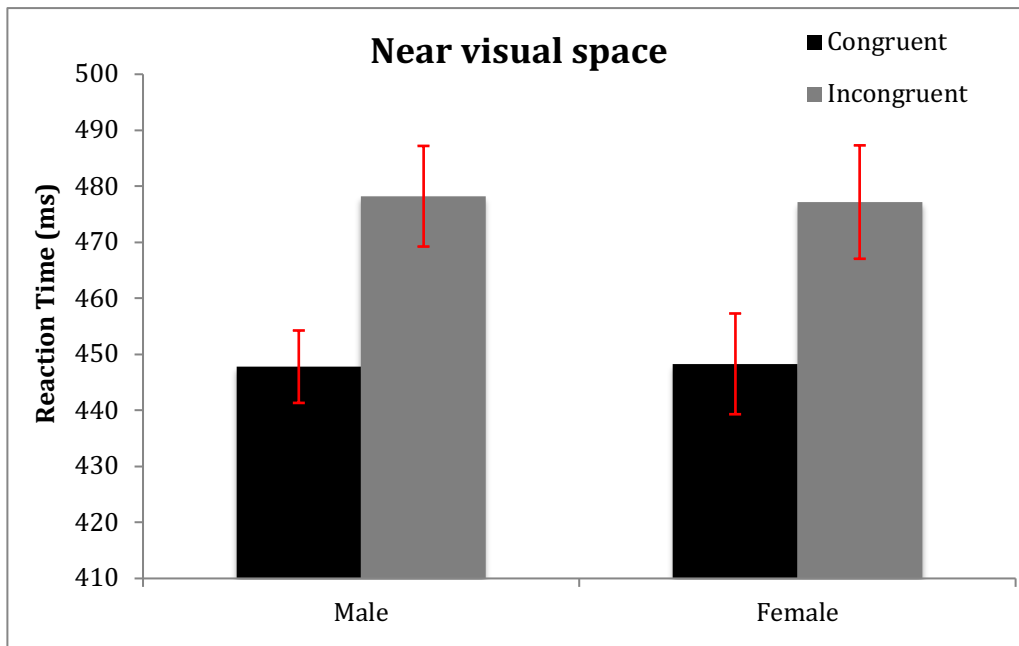 Near visual space
Congruent
Incongruent
Reaction Time (ms)
500
490
480
470
460
450
440
430
420
410
Male
Female